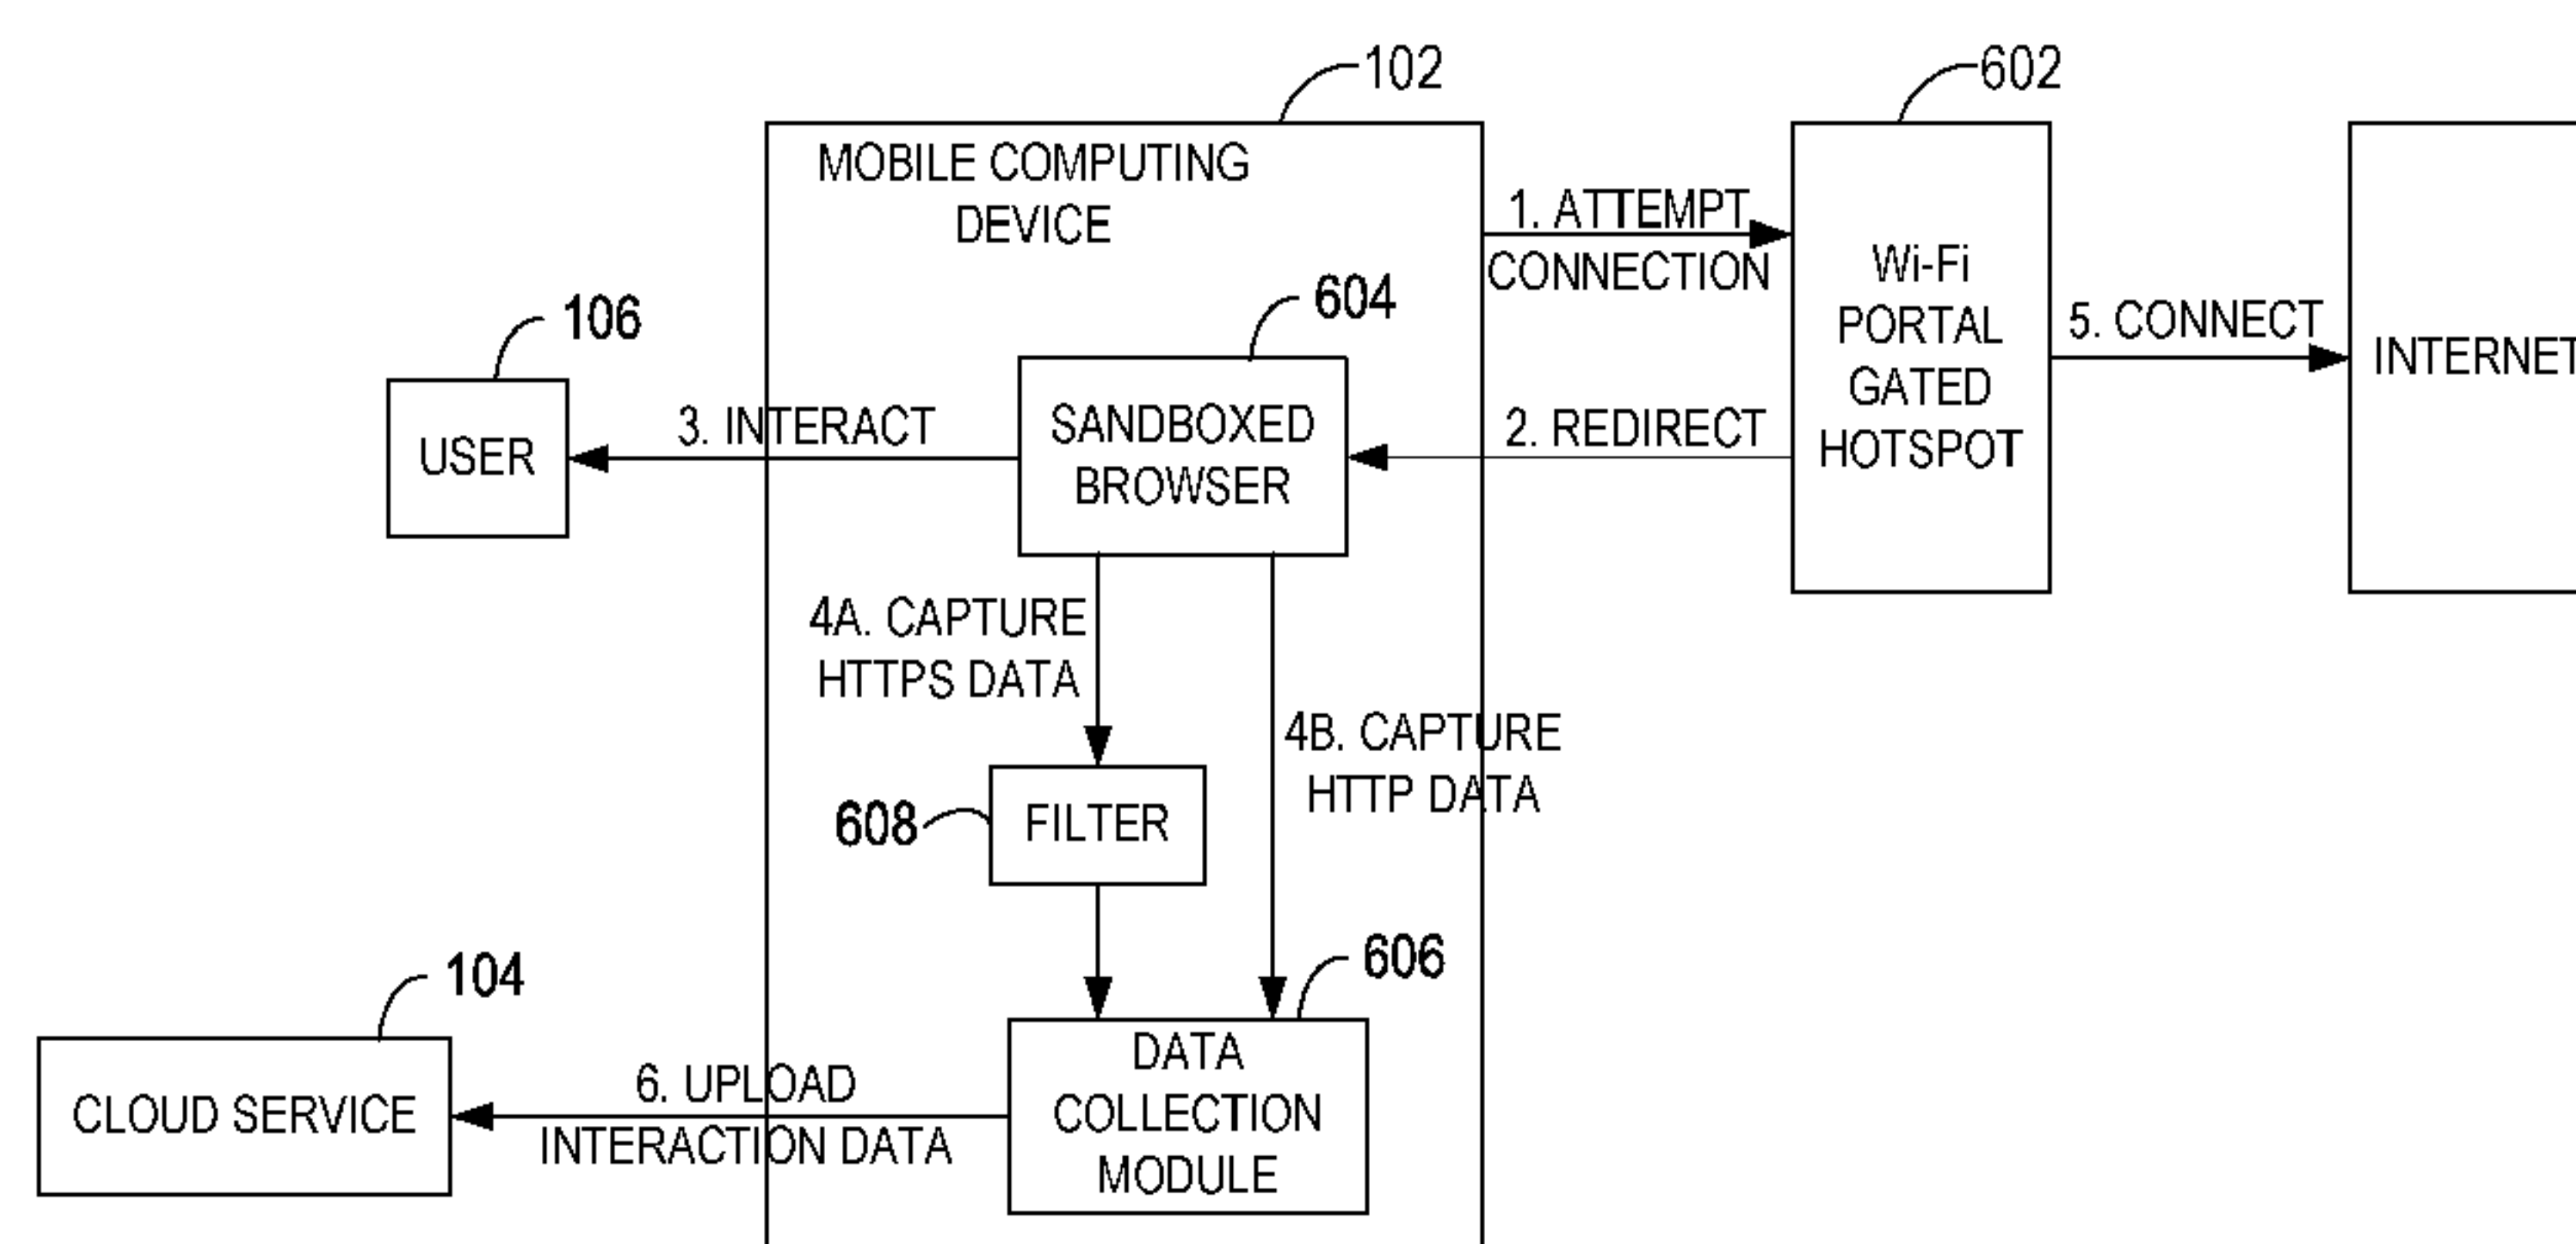 102
602
MOBILE COMPUTING
DEVICE
1. ATTEMPT
CONNECTION
Wi-Fi
PORTAL
GATED
HOTSPOT
5. CONNECT
INTERNET
604
106
USER
3. INTERACT
SANDBOXED
BROWSER
2. REDIRECT
4A. CAPTURE
HTTPS DATA
4B. CAPTURE
HTTP DATA
608
FILTER
606
104
CLOUD SERVICE
6. UPLOAD
INTERACTION DATA
DATA
COLLECTION
MODULE